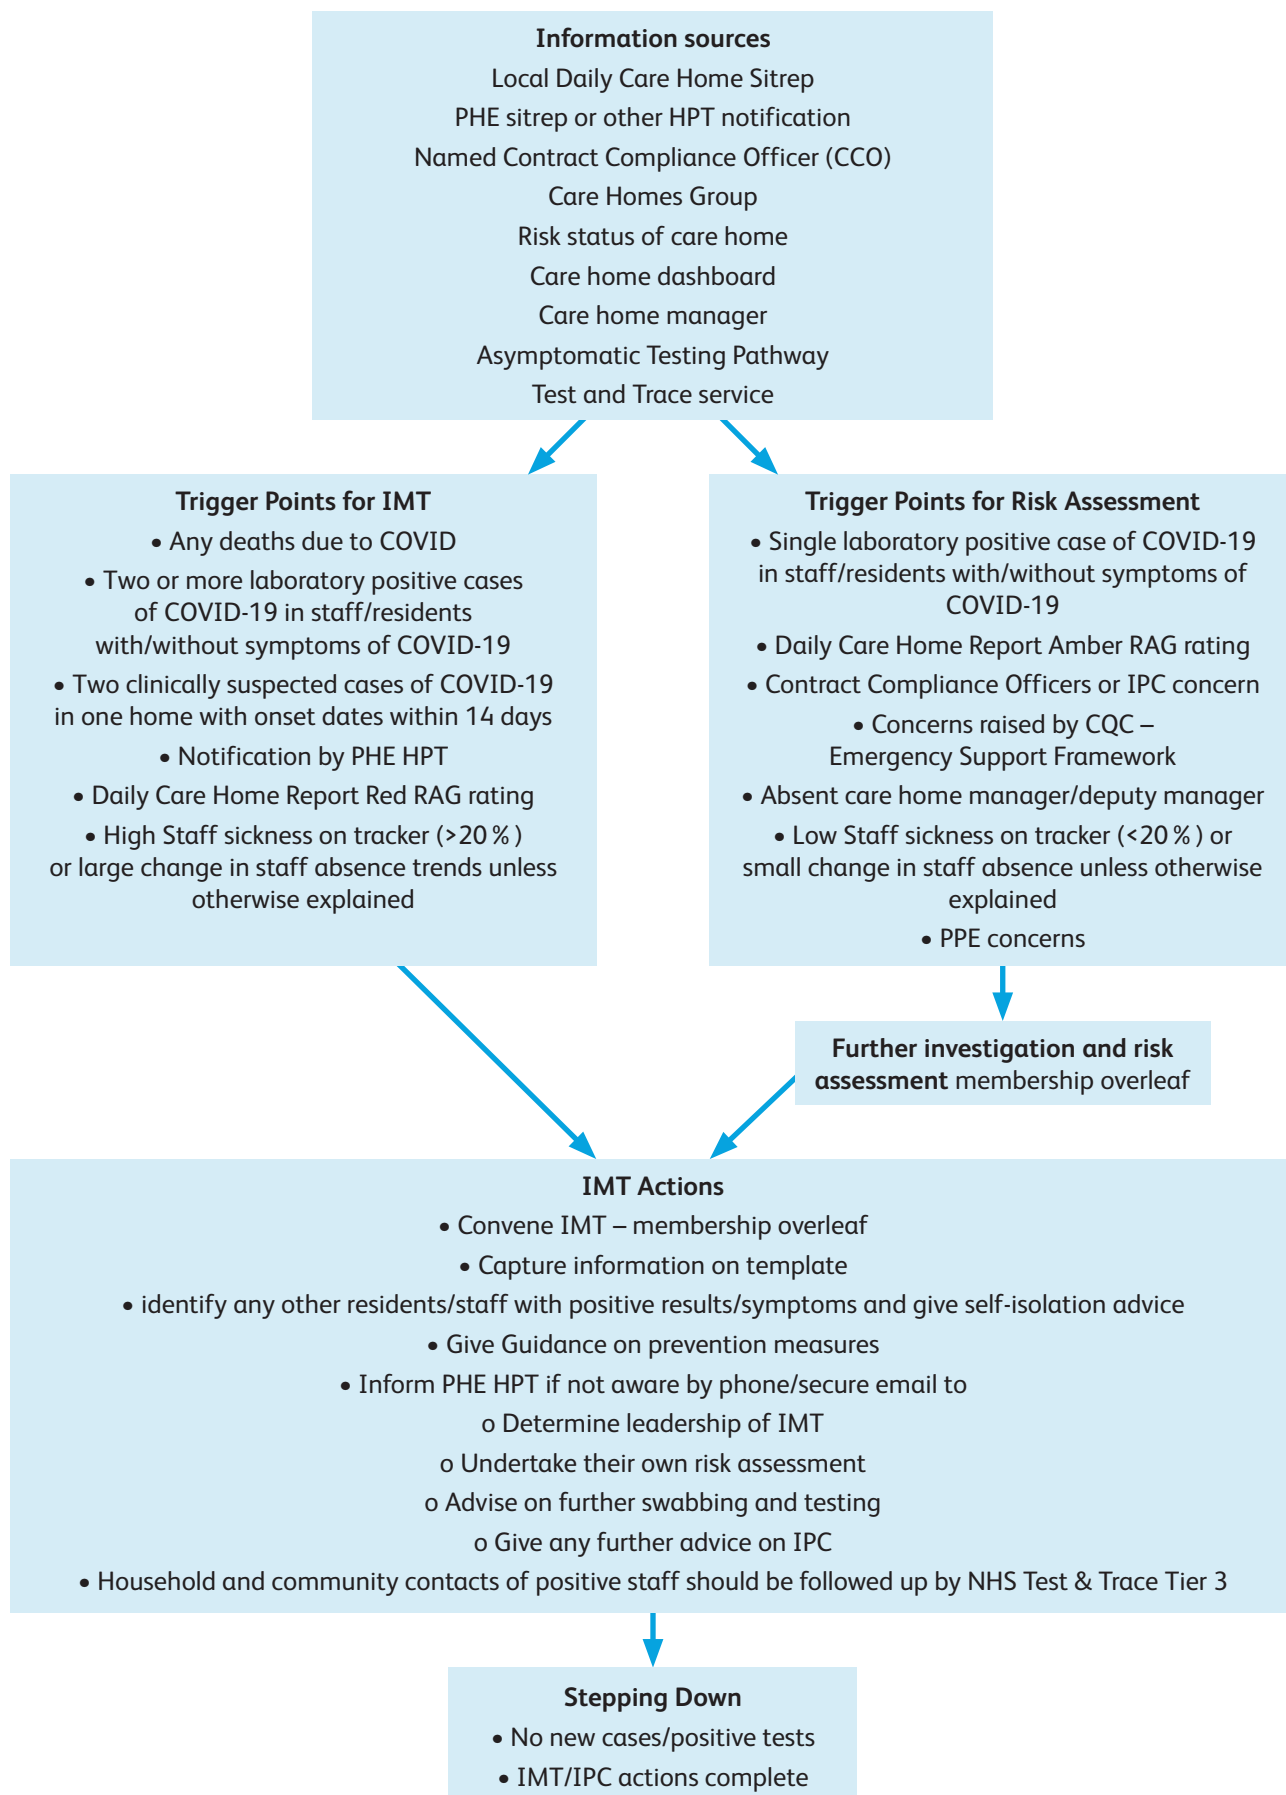 Information sources
Local Daily Care Home Sitrep
PHE sitrep or other HPT notification
Named Contract Compliance Officer (CCO)
Care Homes Group
Risk status of care home
Care home dashboard
Care home manager
Asymptomatic Testing Pathway
Test and Trace service
Trigger Points for IMT
• Any deaths due to COVID
• Two or more laboratory positive cases
of COVID-19 in staff/residents
with/without symptoms of COVID-19
• Two clinically suspected cases of COVID-19
in one home with onset dates within 14 days
• Notification by PHE HPT
• Daily Care Home Report Red RAG rating
• High Staff sickness on tracker (>20 %)
or large change in staff absence trends unless
otherwise explained
Trigger Points for Risk Assessment
• Single laboratory positive case of COVID-19
in staff/residents with/without symptoms of
COVID-19
• Daily Care Home Report Amber RAG rating
• Contract Compliance Officers or IPC concern
• Concerns raised by CQC –
Emergency Support Framework
• Absent care home manager/deputy manager
• Low Staff sickness on tracker (<20 %) or
small change in staff absence unless otherwise
explained
• PPE concerns
Further investigation and risk
assessment membership overleaf
IMT Actions
• Convene IMT – membership overleaf
• Capture information on template
• identify any other residents/staff with positive results/symptoms and give self-isolation advice
• Give Guidance on prevention measures
• Inform PHE HPT if not aware by phone/secure email to
o Determine leadership of IMT
o Undertake their own risk assessment
o Advise on further swabbing and testing
o Give any further advice on IPC
• Household and community contacts of positive staff should be followed up by NHS Test & Trace Tier 3
Stepping Down
• No new cases/positive tests
• IMT/IPC actions complete